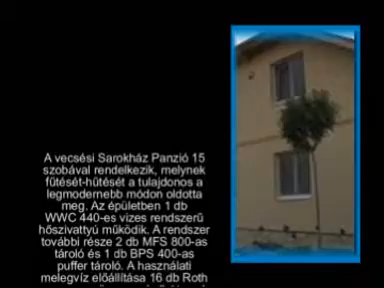 A vecsési Sarokház Panzió 15
szobával rendelkezik, melynek
fűtését-hűtését a tulajdonos a
legmodernebb módon oldotta
meg. Az épületben 1 db
WWC 440-es vizes rendszerű
hőszivattyú működik. A rendszer
további része 2 db MFS 800-as
tároló és 1 db BPS 400-as
puffer tároló. A használati
melegvíz előállítása 16 db Roth